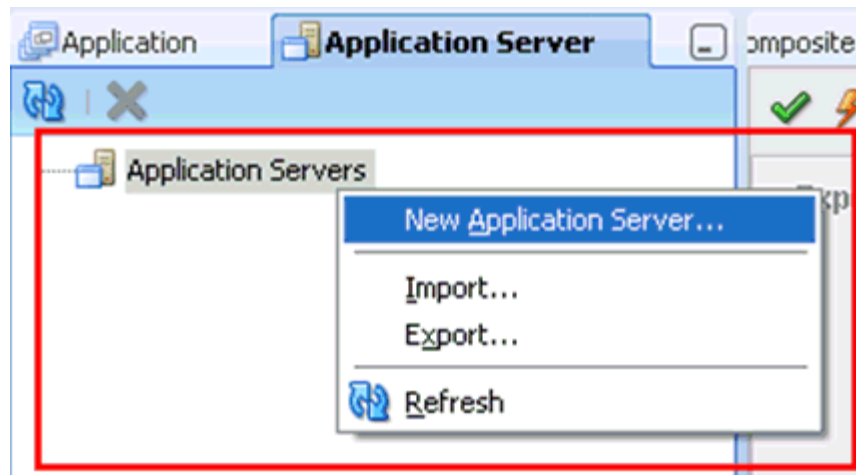 Application
Application Server
omposite
Application Servers
New Application Server...
Import...
Export...
Refresh